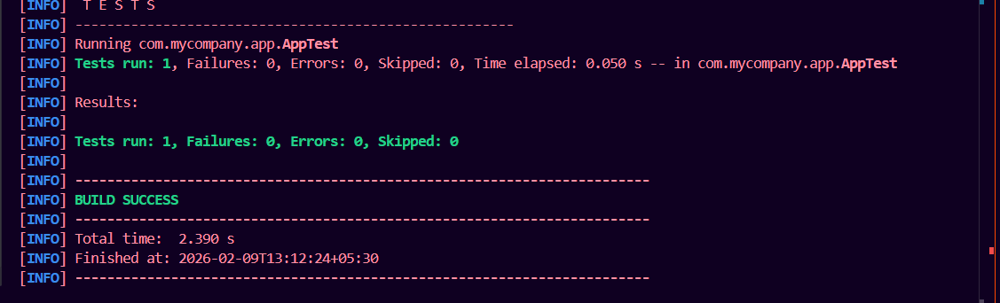 [INFO]  T E S T S
[INFO] -------------------------------------------------------
[INFO] Running com.mycompany.app.AppTest
[INFO] Tests run: 1, Failures: 0, Errors: 0, Skipped: 0, Time elapsed: 0.050 s -- in com.mycompany.app.AppTest
[INFO]
[INFO] Results:
[INFO]
[INFO] Tests run: 1, Failures: 0, Errors: 0, Skipped: 0
[INFO]
[INFO] ------------------------------------------------------------------------
[INFO] BUILD SUCCESS
[INFO] ------------------------------------------------------------------------
[INFO] Total time:  2.390 s
[INFO] Finished at: 2026-02-09T13:12:24+05:30
[INFO] ------------------------------------------------------------------------